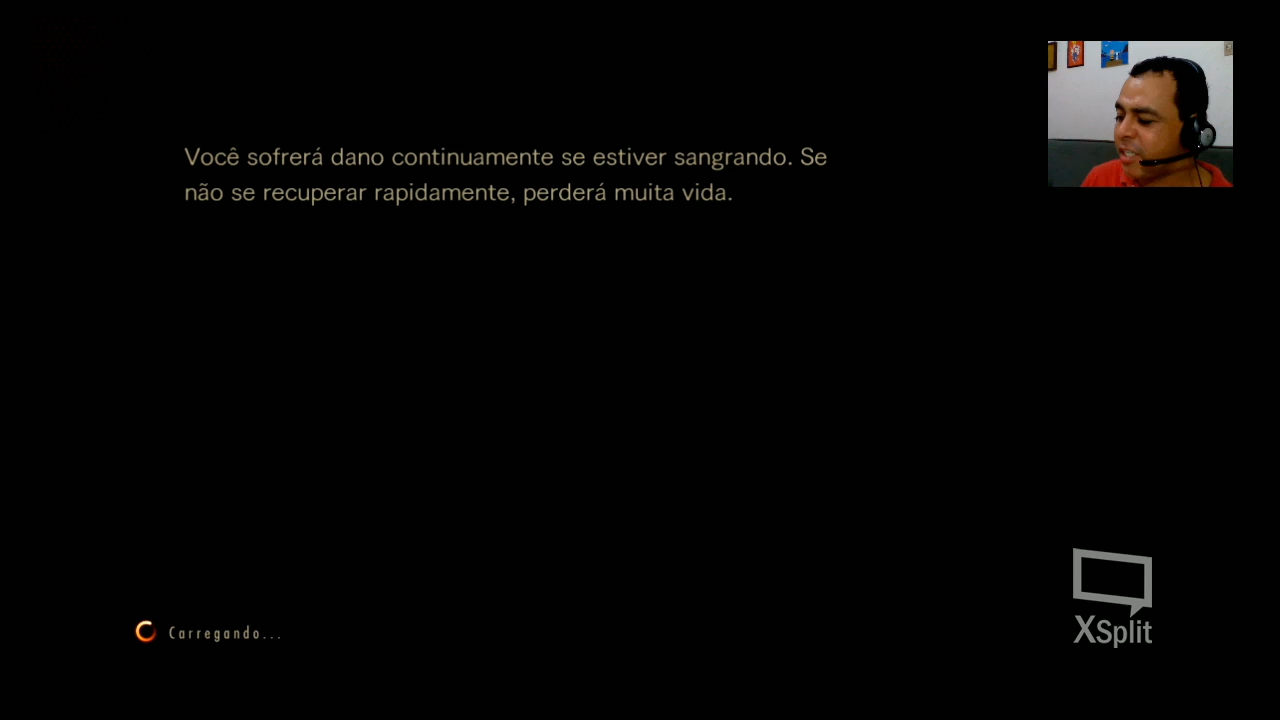 Você sofrerá dano continuamente se estiver sangrando. Se
não se recuperar rapidamente, perderá muita vida.
Carregando...
XSplit